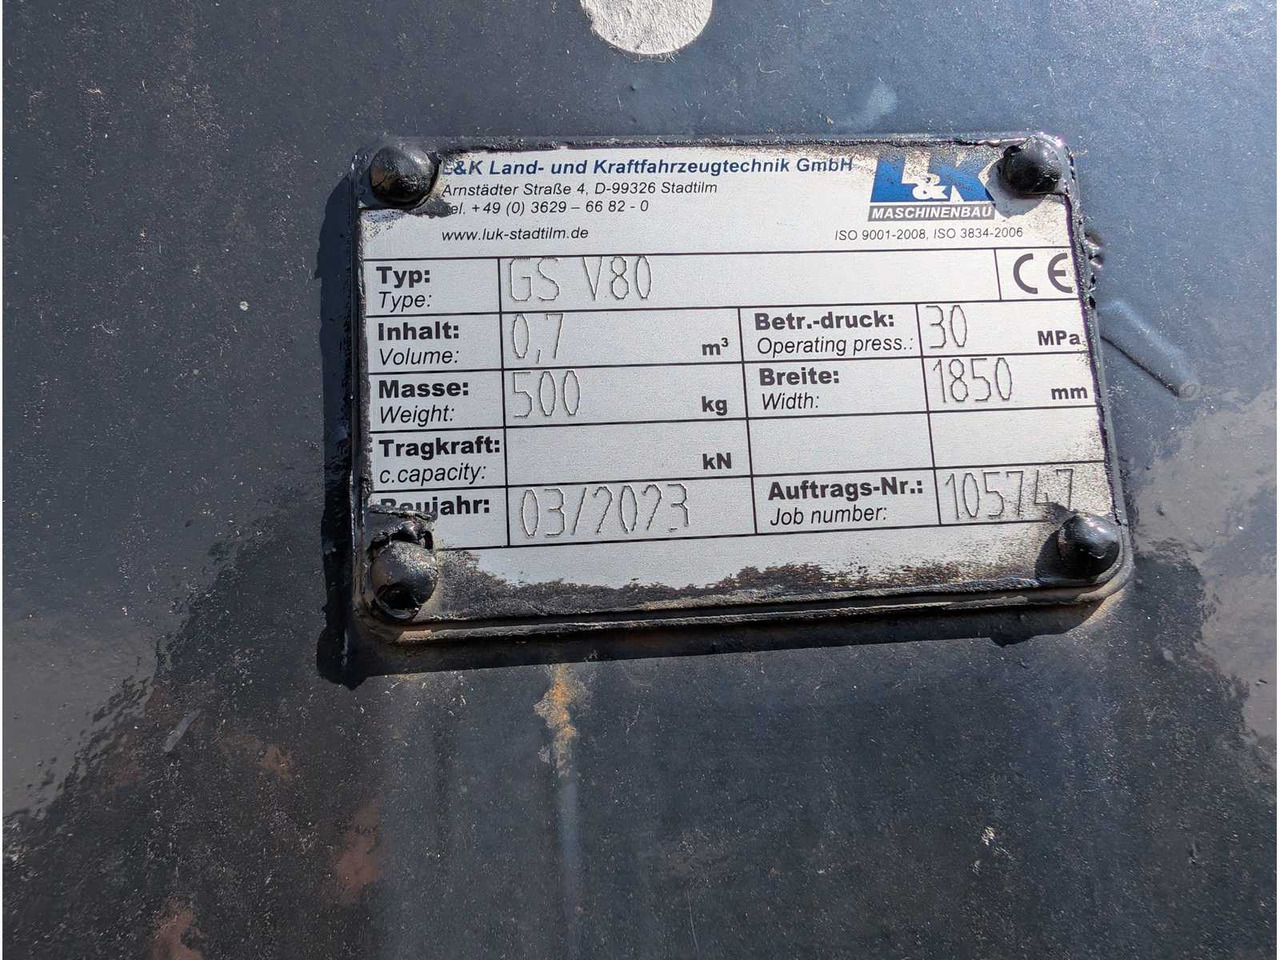 L&K Land- und Kraftfahrzeugtechnik GmbH
Arnstädter Straße 4, D-99326 Stadtilm
Tel. +49 (0) 3629 – 66 82 - 0
www.luk-stadtilm.de
L&K
MASCHINENBAU
ISO 9001-2008, ISO 3834-2006
Typ: GS V80 CE
Type:
Inhalt: 0,7 m³ Betr.-druck: 30 MPa
Volume: Operating press.:
Masse: 500 kg Breite: 1850 mm
Weight: Width:
Tragkraft: kN
c.capacity:
Baujahr: 03/2023 Auftrags-Nr.: 105747
Job number: